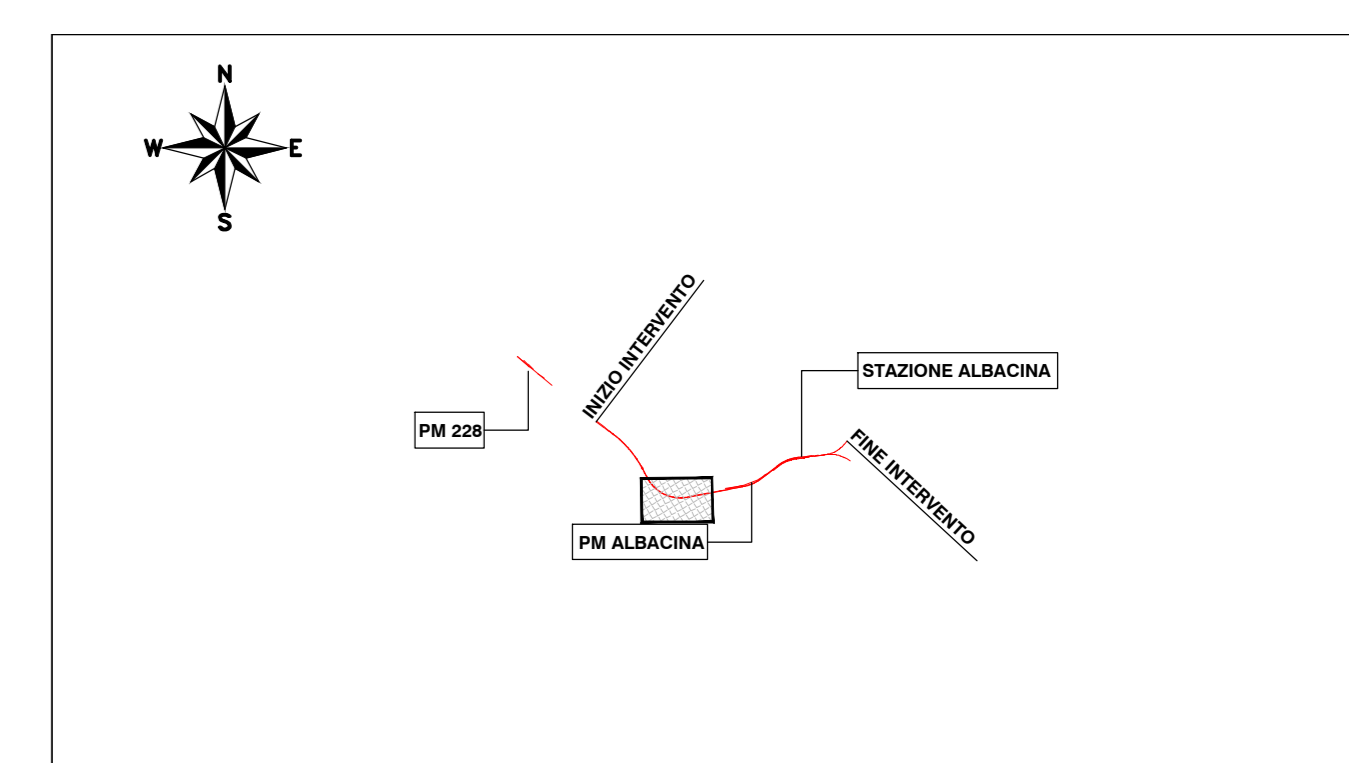 N
W E
S
INIZIO INTERVENTO
STAZIONE ALBACINA
PM 228
FINE INTERVENTO
PM ALBACINA